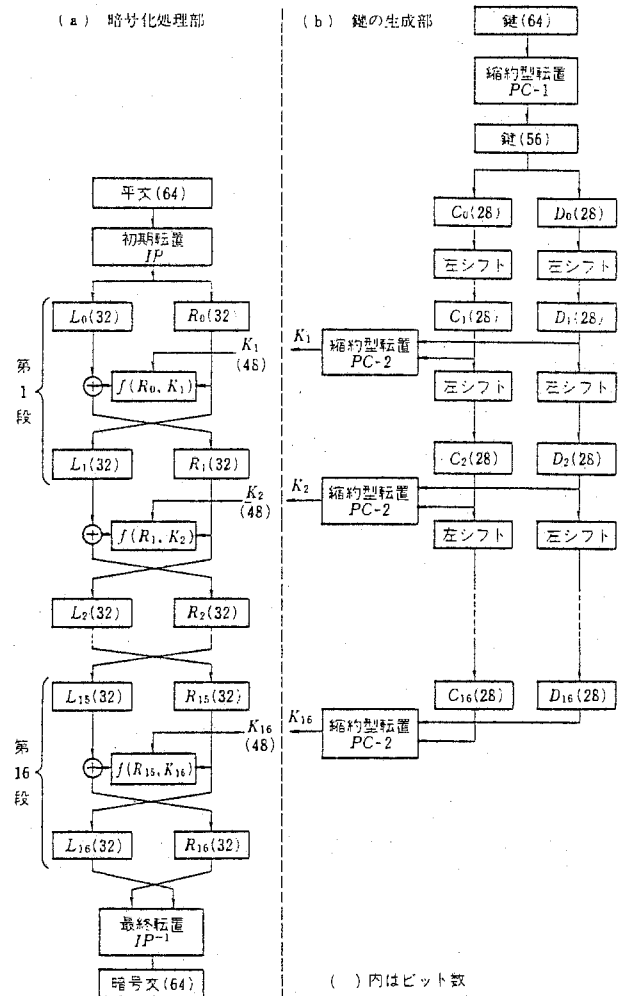 (a) 暗号化処理部
平文(64)
初期転置
IP
L₀(32)
R₀(32)
第1段
K₁
(48)
f(R₀, K₁)
L₁(32)
R₁(32)
K₂
(48)
f(R₁, K₂)
L₂(32)
R₂(32)
L₁₅(32)
R₁₅(32)
第16段
K₁₆
(48)
f(R₁₅, K₁₆)
L₁₆(32)
R₁₆(32)
最終転置
IP⁻¹
暗号文(64)
(b) 鍵の生成部
鍵(64)
縮約型転置
PC-1
鍵(56)
C₀(28)
D₀(28)
左シフト
左シフト
C₁(28)
D₁(28)
K₁
縮約型転置
PC-2
左シフト
左シフト
C₂(28)
D₂(28)
K₂
縮約型転置
PC-2
左シフト
左シフト
C₁₆(28)
D₁₆(28)
K₁₆
縮約型転置
PC-2
( )内はビット数